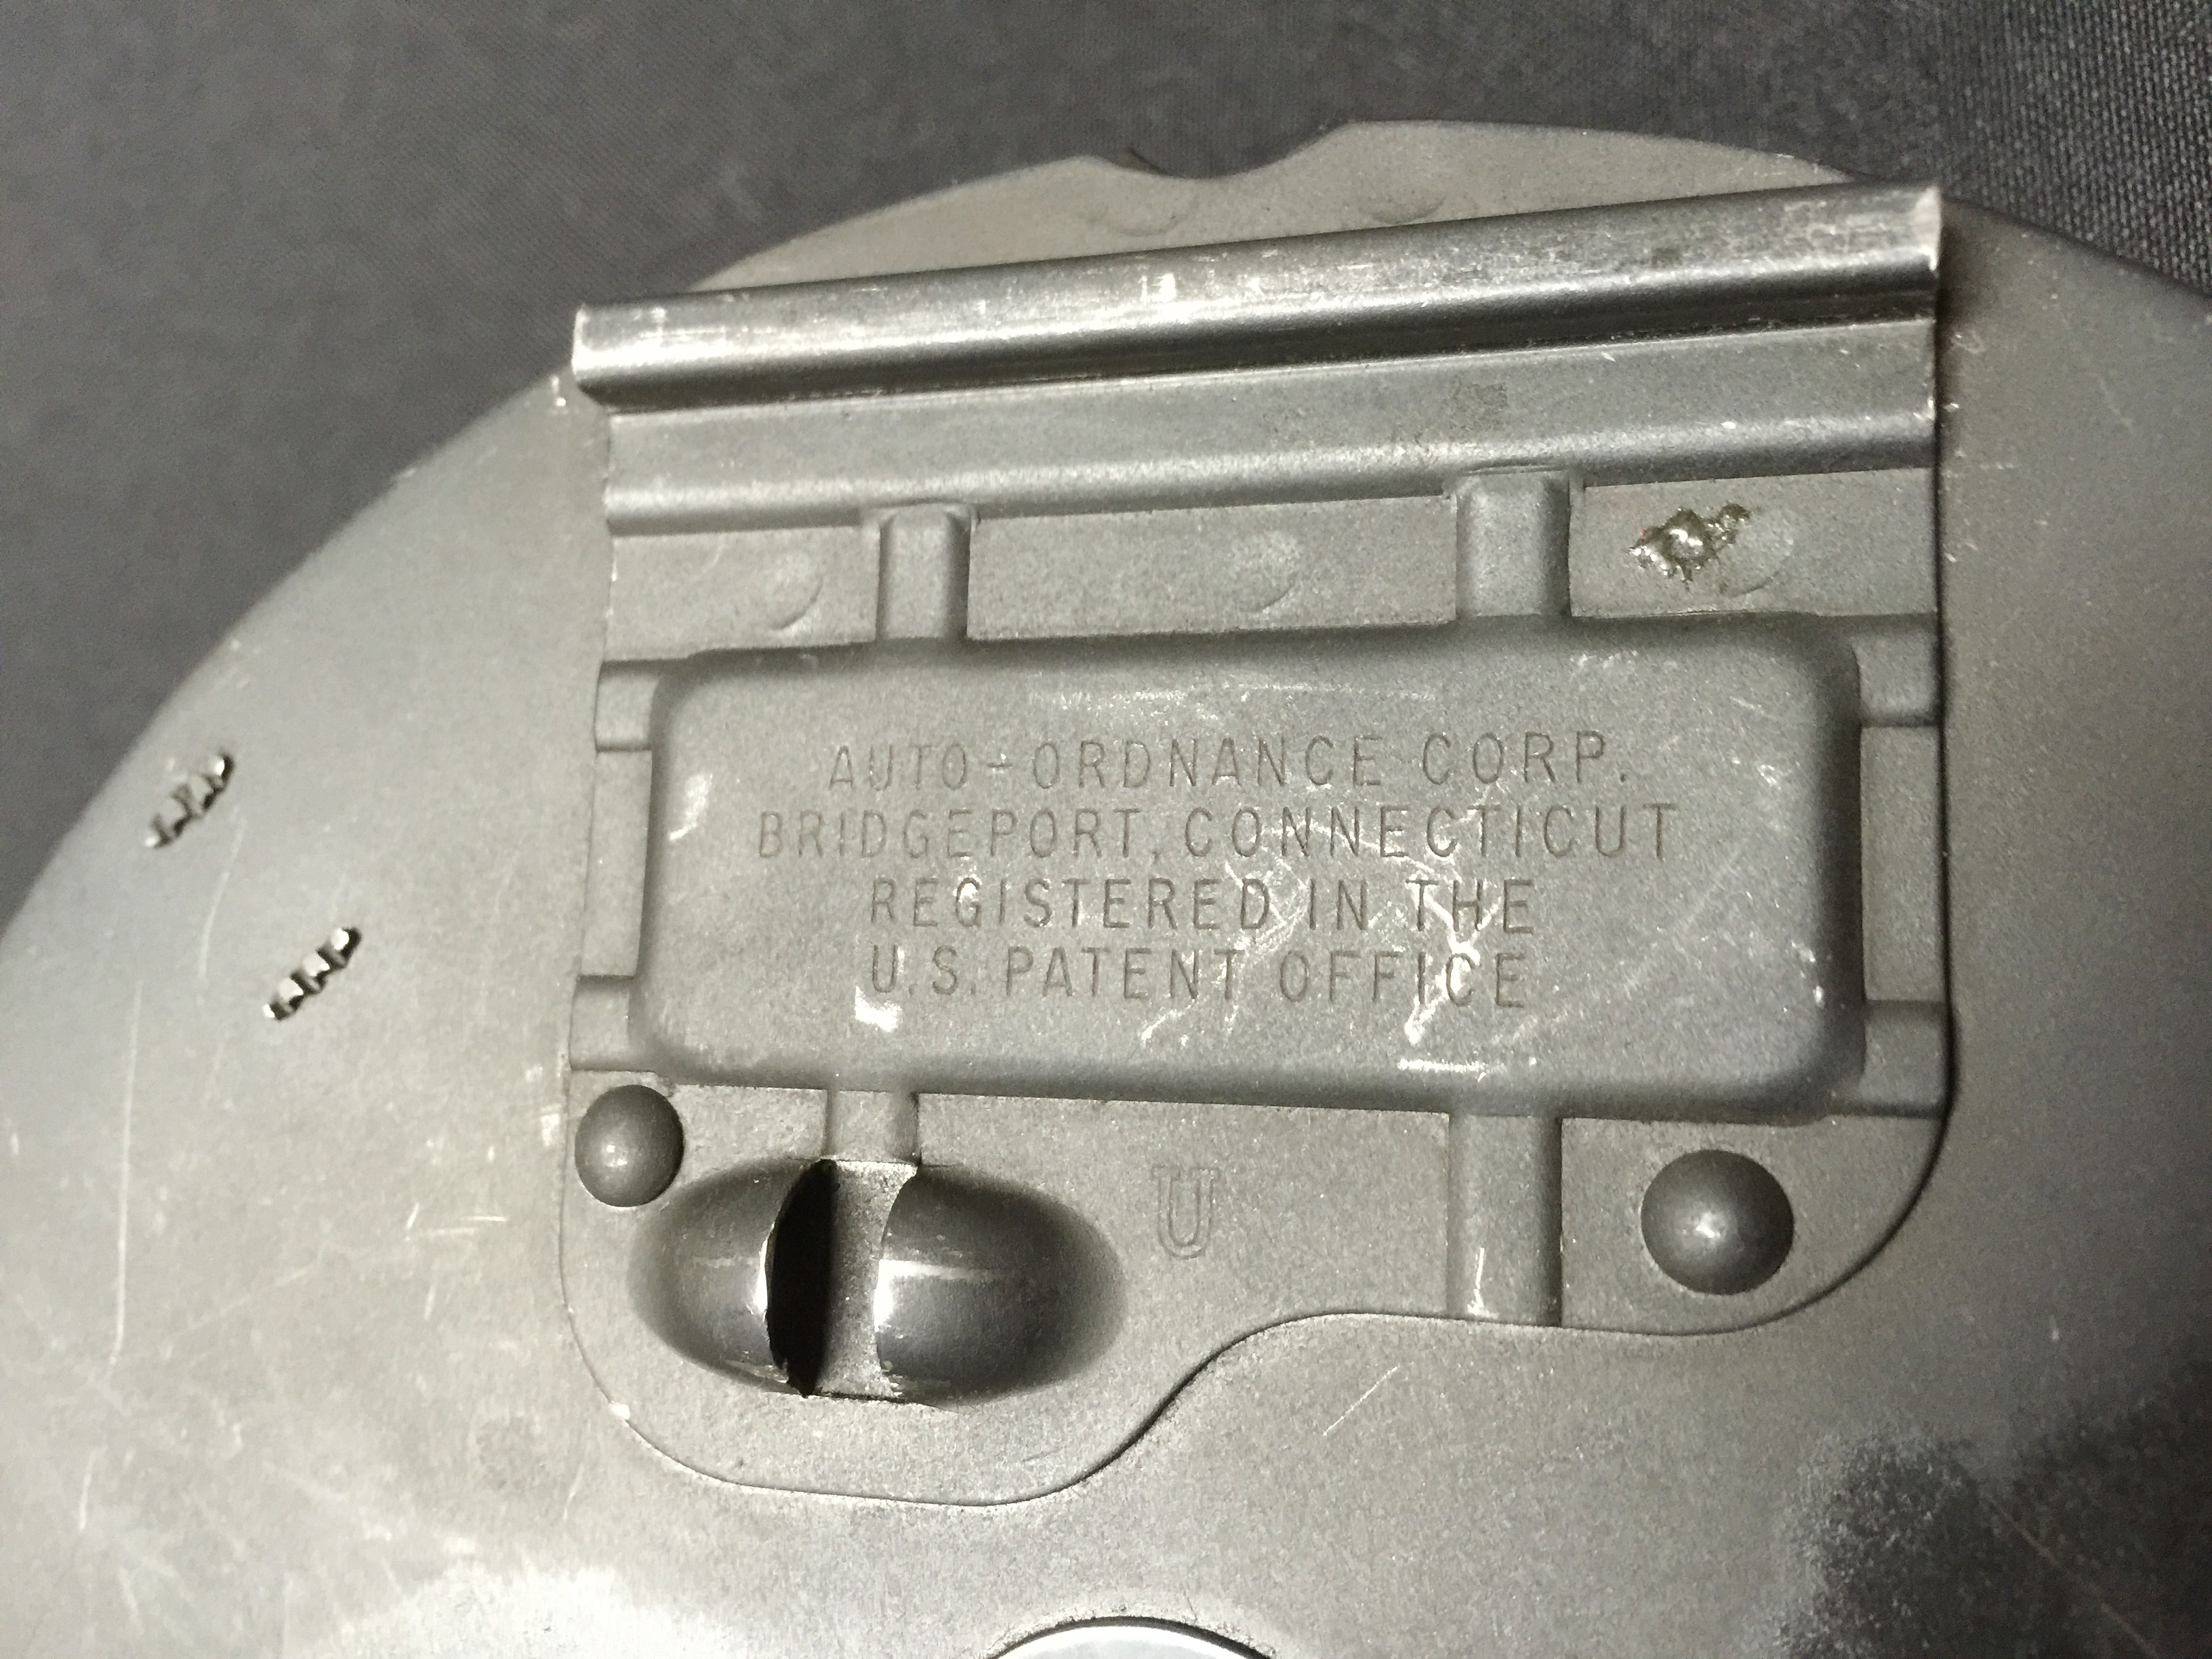 AUTO-ORDNANCE CORP.
BRIDGEPORT, CONNECTICUT
REGISTERED IN THE
U.S. PATENT OFFICE
U